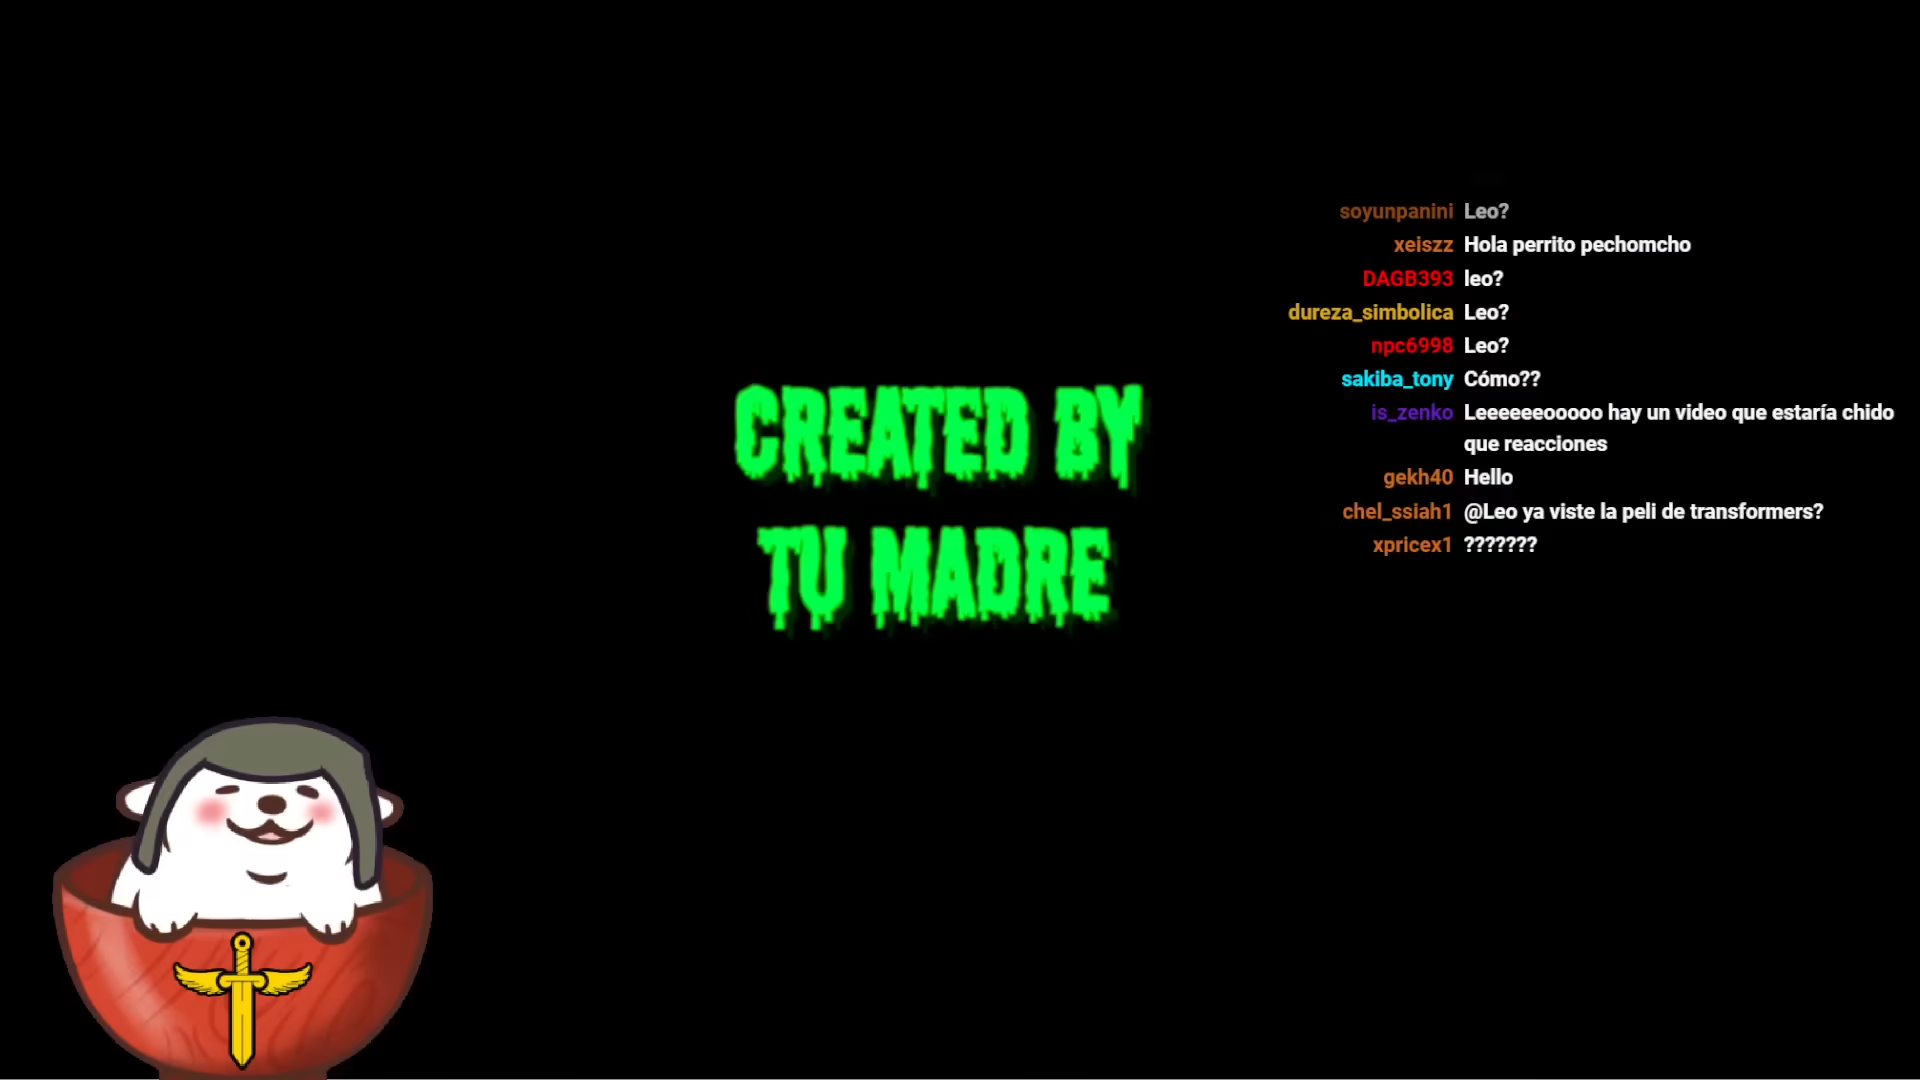 CREATED BY
TU MADRE
soyunpanini Leo?
xeiszz Hola perrito pechomcho
DAGB393 leo?
dureza_simbolica Leo?
npc6998 Leo?
sakiba_tony Cómo??
is_zenko Leeeeeeooooo hay un video que estaría chido
que reacciones
gekh40 Hello
chel_ssiah1 @Leo ya viste la peli de transformers?
xpricex1 ???????